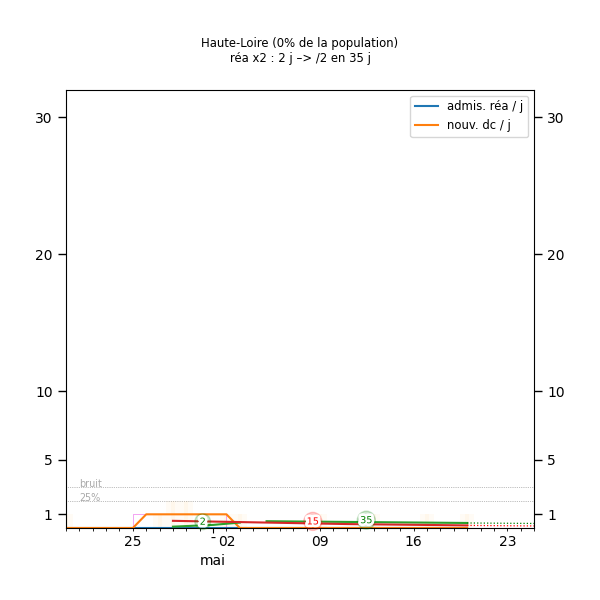 Haute-Loire (0% de la population)
réa x2 : 2 j –> /2 en 35 j
admis. réa / j
nouv. dc / j
30 30
20 20
10 10
5 5
bruit
25%
1 1
2 15 35
25 - 02 09 16 23
mai